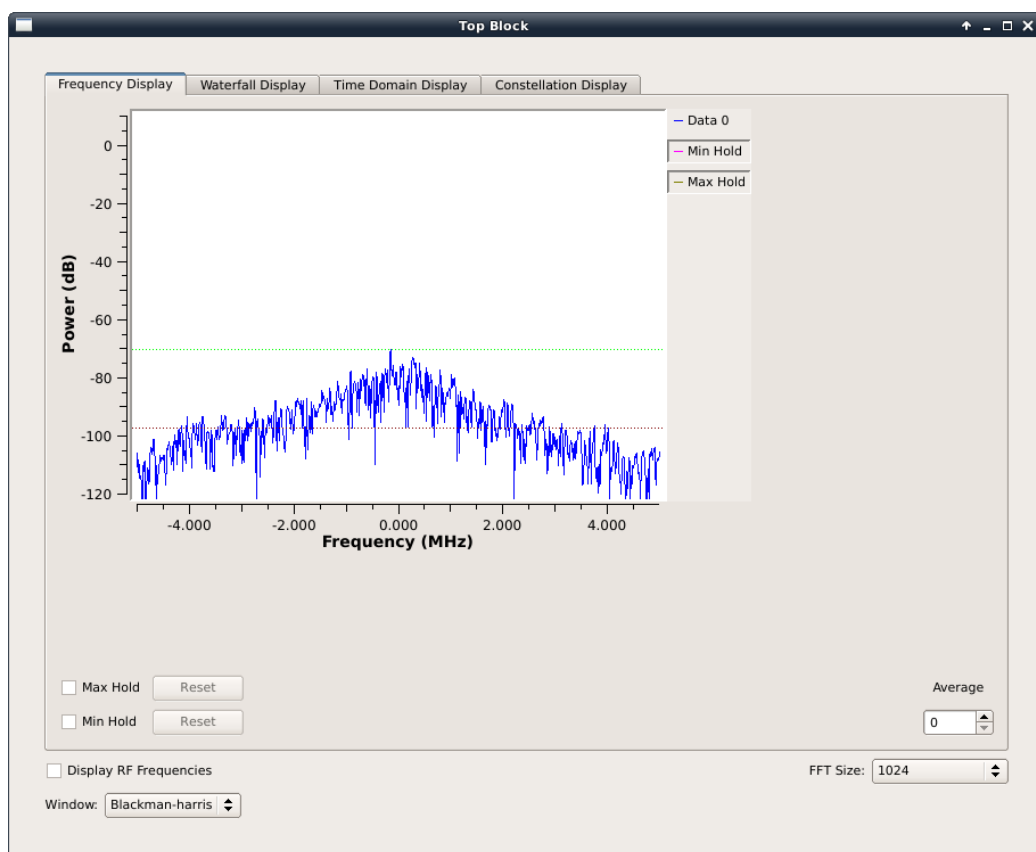 Top Block
Frequency Display Waterfall Display Time Domain Display Constellation Display
Data 0
Min Hold
Max Hold
0
-20
-40
-60
-80
-100
-120
Power (dB)
-4.000 -2.000 0.000 2.000 4.000
Frequency (MHz)
Max Hold Reset Average
Min Hold Reset 0
Display RF Frequencies FFT Size: 1024
Window: Blackman-harris